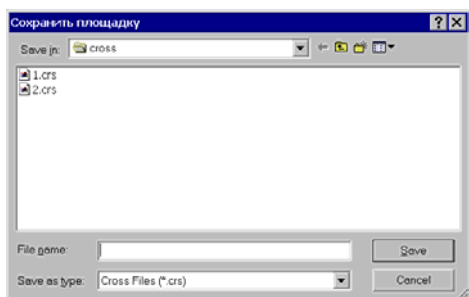 Сохранить площадку
Save in: cross
1.crs
2.crs
File name:
Save
Save as type: Cross Files (*.crs)
Cancel